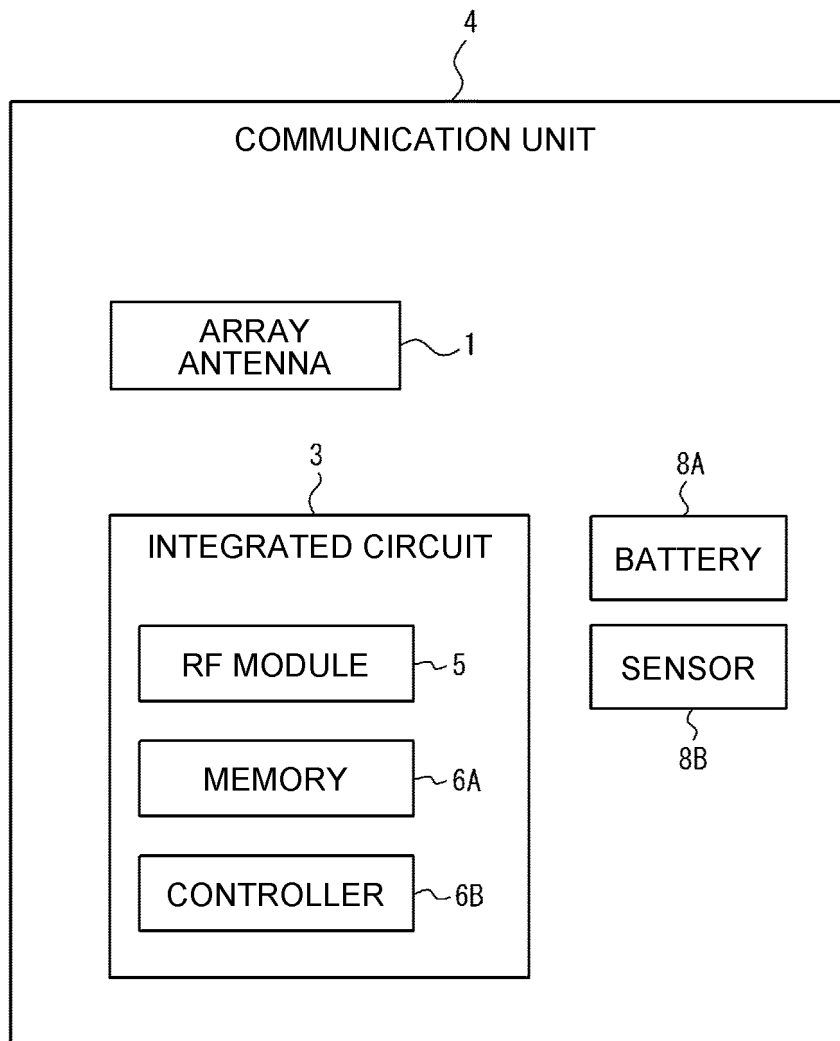 4
COMMUNICATION UNIT
ARRAY
ANTENNA
1
3
8A
INTEGRATED CIRCUIT
BATTERY
RF MODULE
5
SENSOR
8B
MEMORY
6A
CONTROLLER
6B